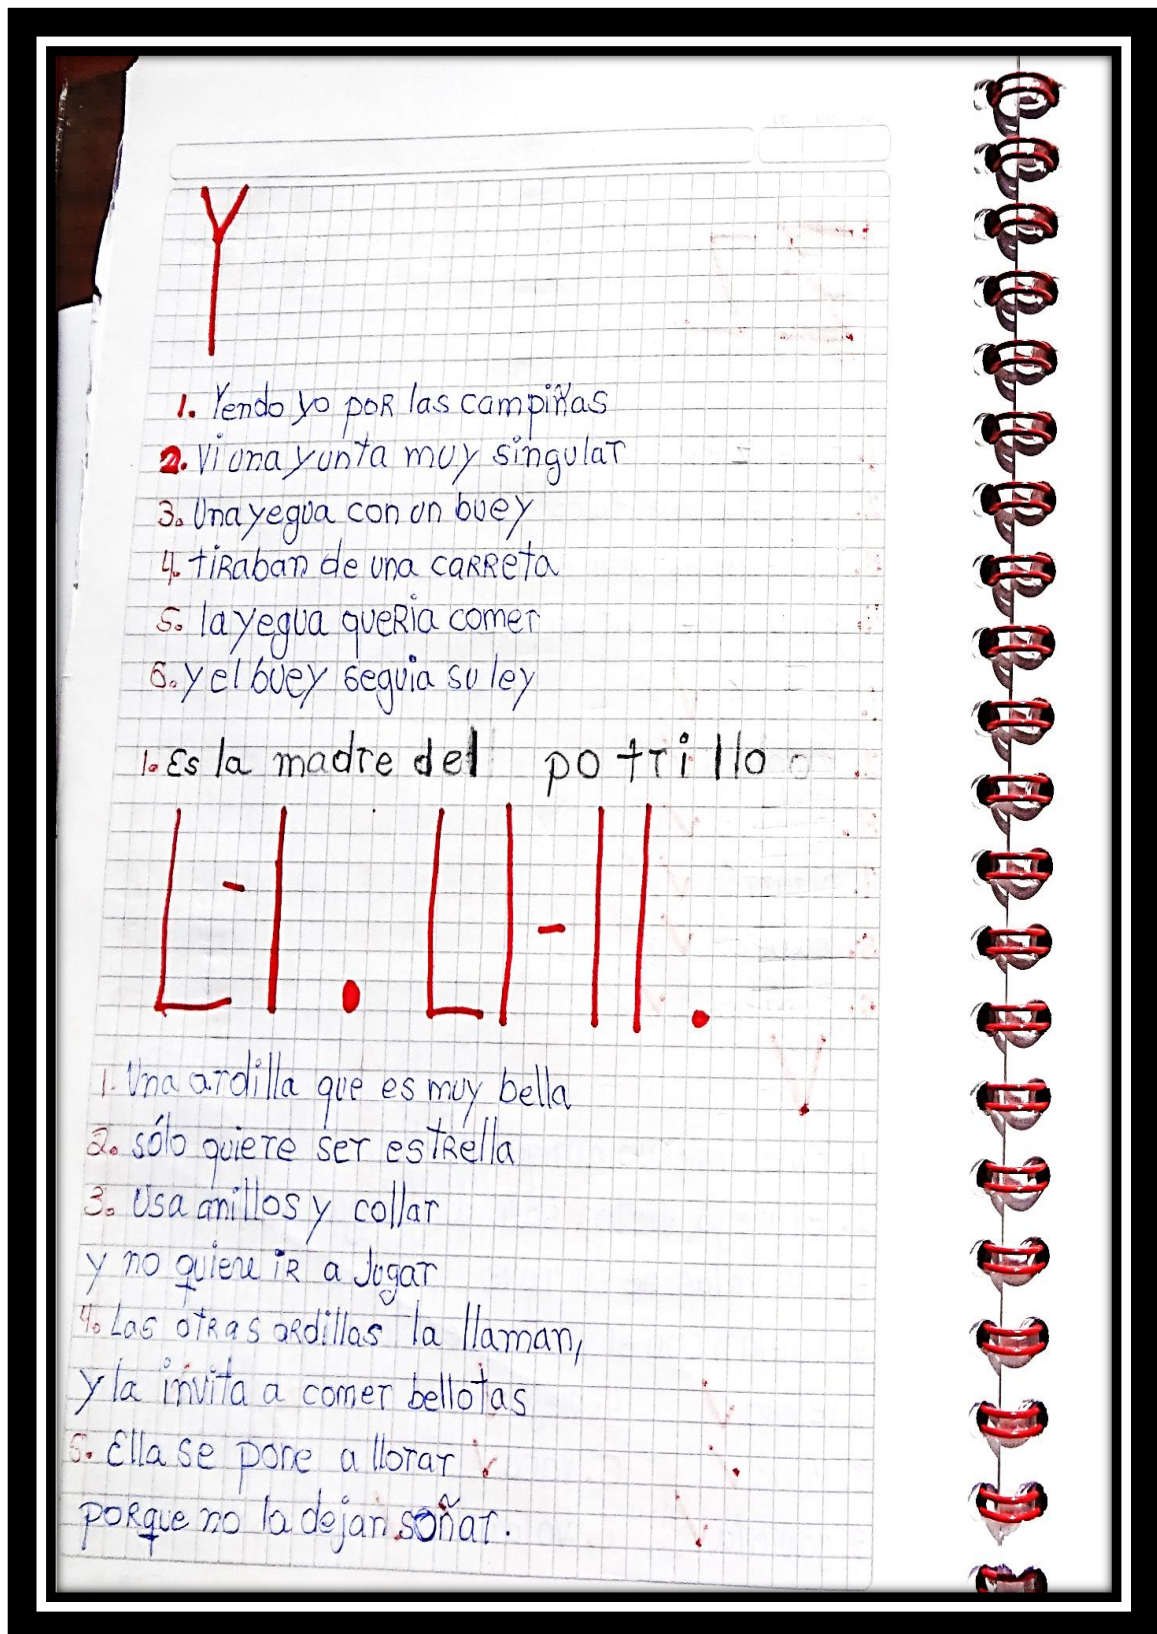 Y
1. Yendo yo por las campiñas
2. Vi una yunta muy singular
3. Una yegua con un buey
4. tiraban de una carreta
5. la yegua queria comer
6. y el buey seguia su ley
1. Es la madre del potrillo
L-l. Ll-ll.
1. Una ardilla que es muy bella
2. sólo quiere ser estrella
3. Usa anillos y collar
y no quiere ir a Jugar
4. Las otras ardillas la llaman,
y la invita a comer bellotas
5. Ella se pone a llorar
porque no la dejan soñar.